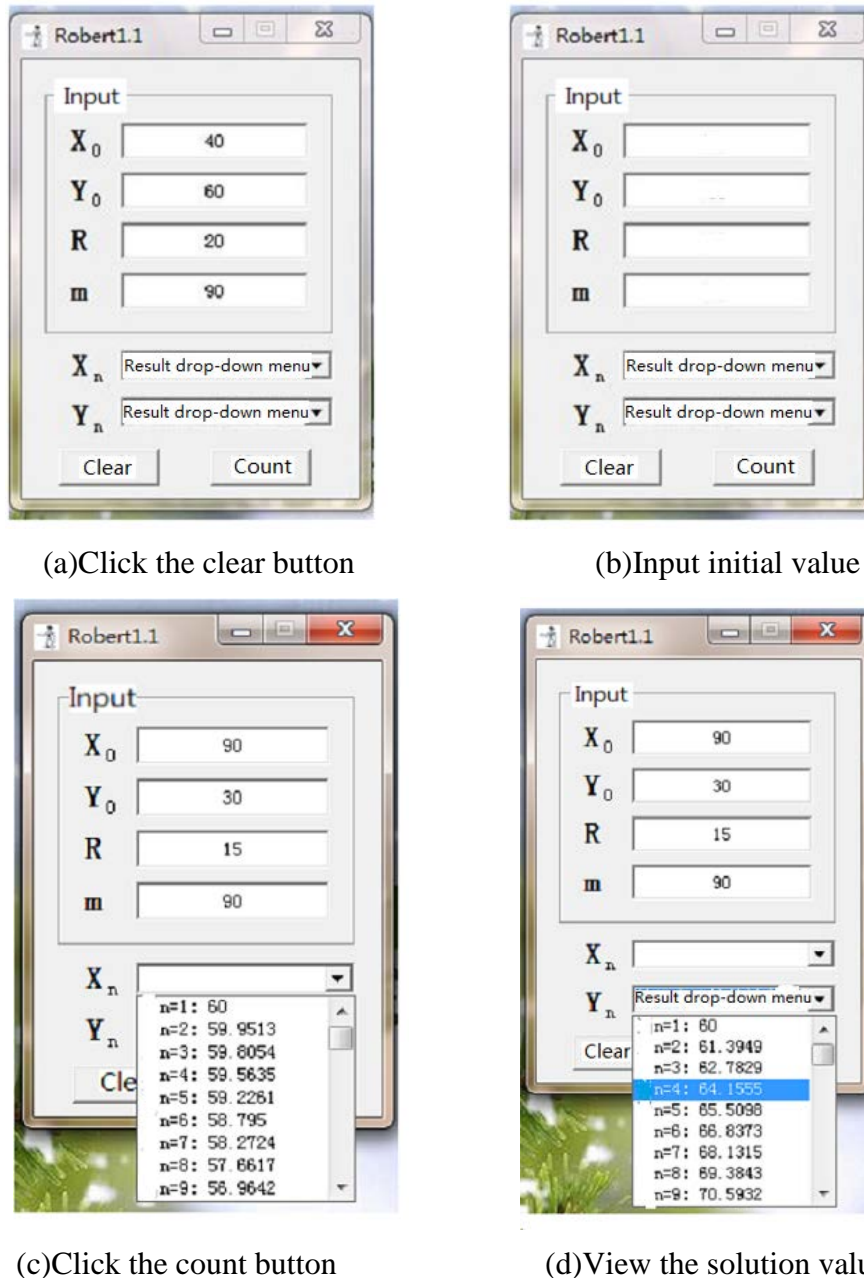 Robert1.1
Input
X0 40
Y0 60
R 20
m 90
Xn Result drop-down menu
Yn Result drop-down menu
Clear Count
(a)Click the clear button
Robert1.1
Input
X0
Y0
R
m
Xn Result drop-down menu
Yn Result drop-down menu
Clear Count
(b)Input initial value
Robert1.1
Input
X0 90
Y0 30
R 15
m 90
Xn
n=1: 60
Yn n=2: 59.9513
n=3: 59.8054
n=4: 59.5635
Cle n=5: 59.2261
n=6: 58.795
n=7: 58.2724
n=8: 57.6617
n=9: 56.9642
(c)Click the count button
Robert1.1
Input
X0 90
Y0 30
R 15
m 90
Xn
Yn Result drop-down menu
n=1: 60
Clear n=2: 61.3949
n=3: 62.7829
n=4: 64.1555
n=5: 65.5098
n=6: 66.8373
n=7: 68.1315
n=8: 69.3843
n=9: 70.5932
(d)View the solution valu